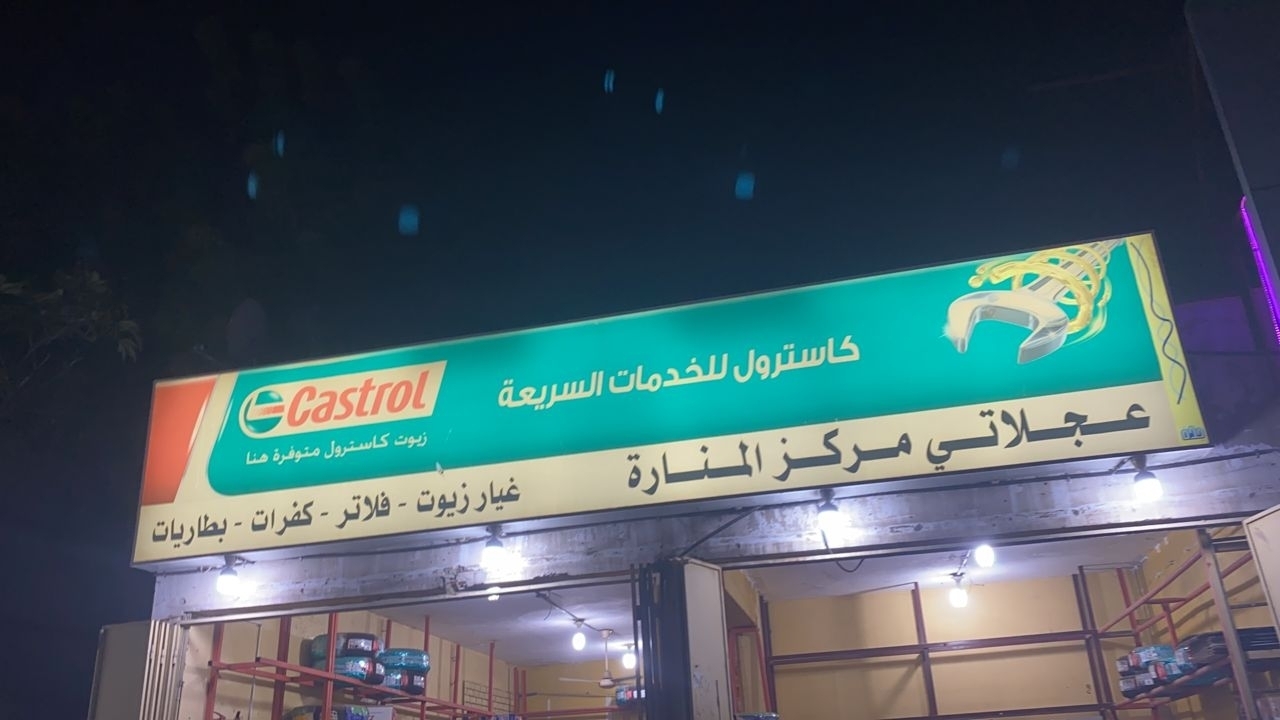 Castrol
زيوت كاسترول متوفرة هنا
كاسترول للخدمات السريعة
عجلاتي مركز المنارة
غيار زيوت - فلاتر - كفرات - بطاريات